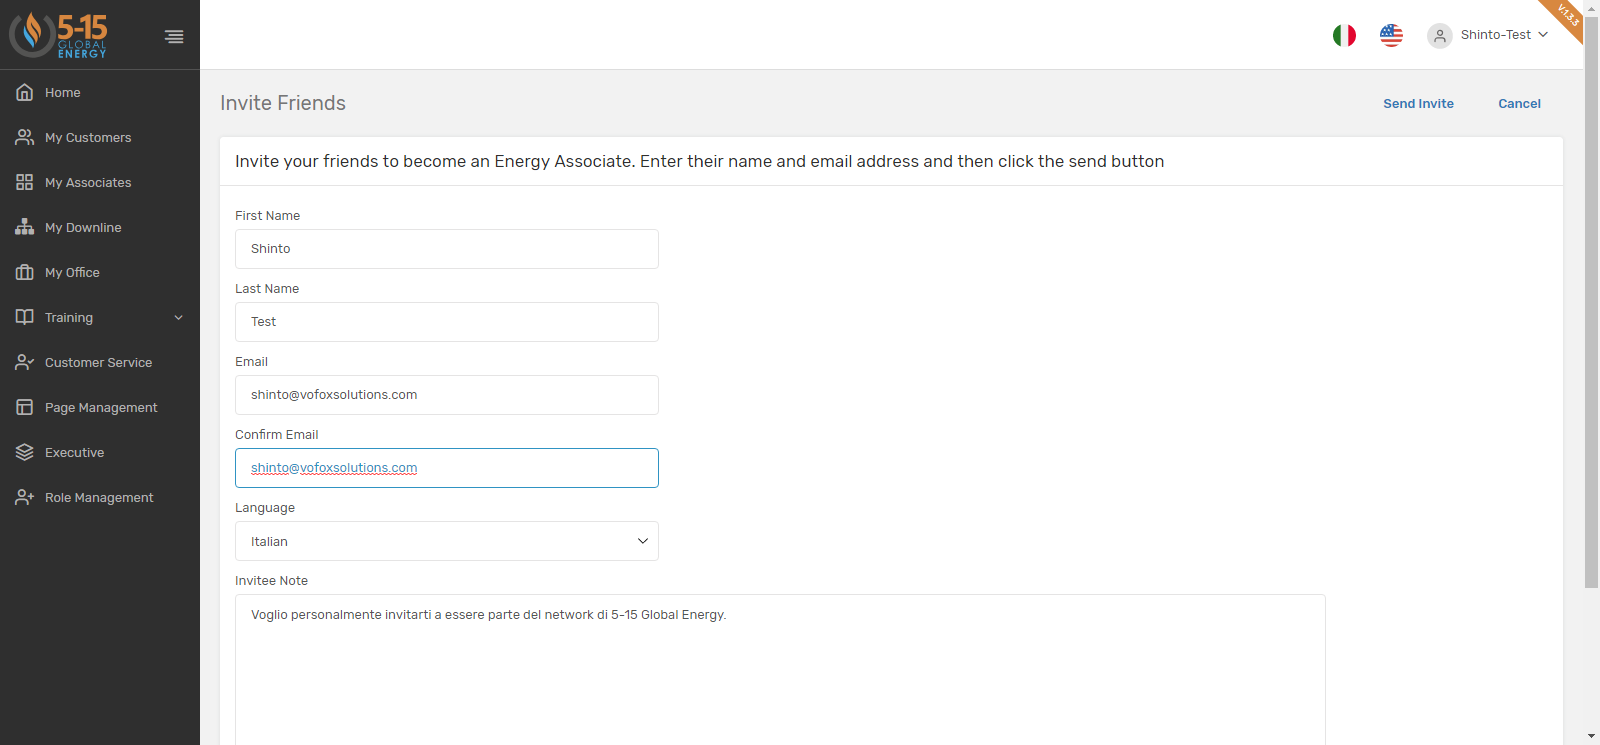 5-15
GLOBAL
ENERGY
Home
My Customers
My Associates
My Downline
My Office
Training
Customer Service
Page Management
Executive
Role Management
Shinto-Test
V.1.3.3
Invite Friends
Send Invite
Cancel
Invite your friends to become an Energy Associate. Enter their name and email address and then click the send button
First Name
Shinto
Last Name
Test
Email
shinto@vofoxsolutions.com
Confirm Email
shinto@vofoxsolutions.com
Language
Italian
Invitee Note
Voglio personalmente invitarti a essere parte del network di 5-15 Global Energy.